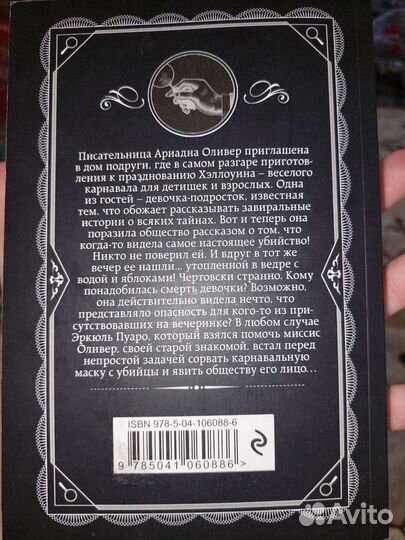 Писательница Ариадна Оливер приглашена
в дом подруги, где в самом разгаре приготов-
ления к празднованию Хэллоуина – веселого
карнавала для детишек и взрослых. Одна
из гостей – девочка-подросток, известная
тем, что обожает рассказывать завиральные
истории о всяких тайнах. Вот и теперь она
поразила общество рассказом о том, что
когда-то видела самое настоящее убийство!
Никто не поверил ей. И вдруг в тот же
вечер ее нашли... утопленной в ведре с
водой и яблоками! Чертовски странно. Кому
понадобилась смерть девочки? Возможно,
она действительно видела нечто, что
представляло опасность для кого-то из при-
сутствовавших на вечеринке? В любом случае
Эркюль Пуаро, который взялся помочь миссис
Оливер, своей старой знакомой, встал перед
непростой задачей сорвать карнавальную
маску с убийцы и явить обществу его лицо...
ISBN 978-5-04-106088-6
9 785041 060886 >
Avito